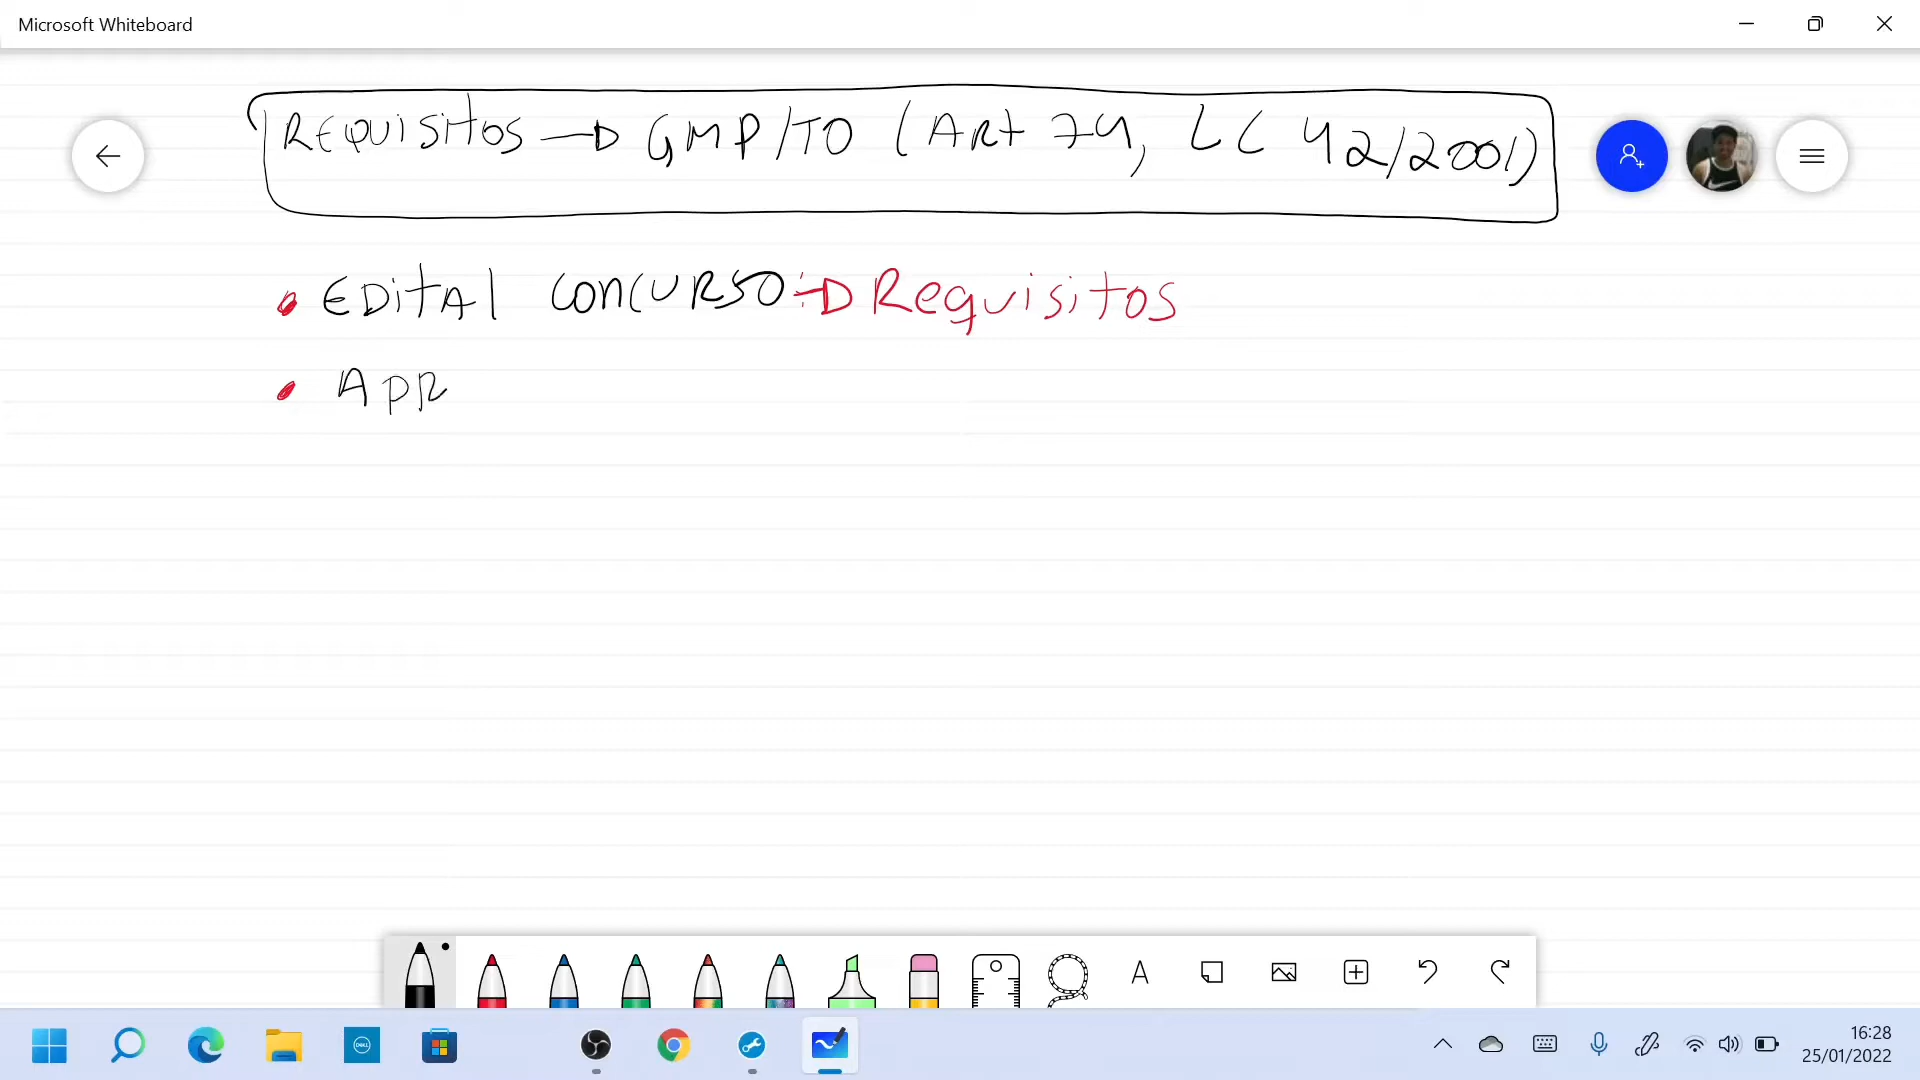 Microsoft Whiteboard
REQUISITOS → GMP/TO (ART 74, LC 42/2001)
• EDITAL CONCURSO: → Requisitos
• APR
A
DELL
16:28
25/01/2022